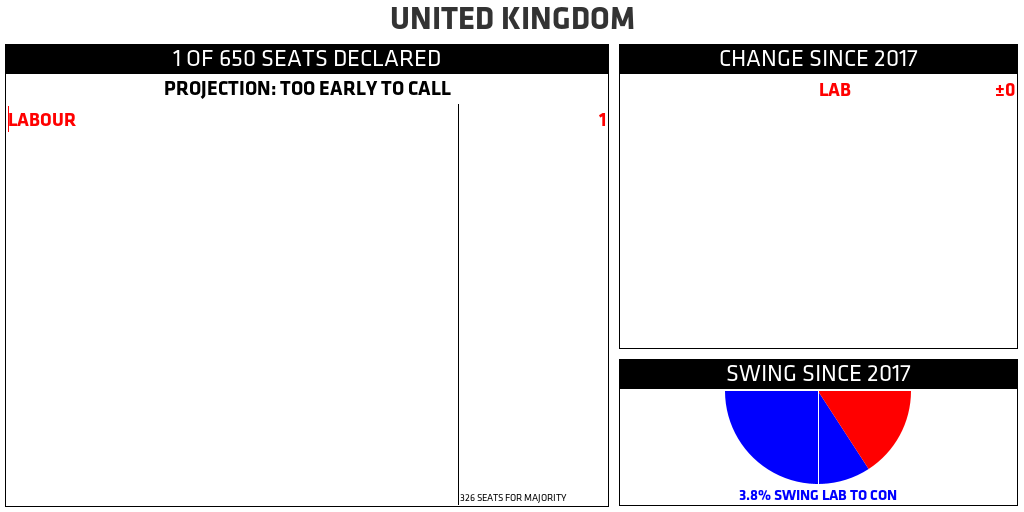 UNITED KINGDOM
1 OF 650 SEATS DECLARED
PROJECTION: TOO EARLY TO CALL
LABOUR 1
326 SEATS FOR MAJORITY
CHANGE SINCE 2017
LAB ±0
SWING SINCE 2017
3.8% SWING LAB TO CON